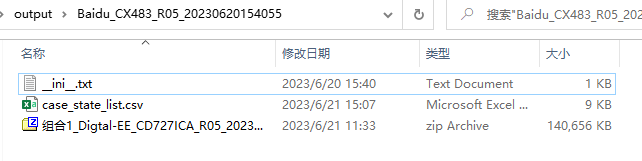 output > Baidu_CX483_R05_20230620154055
搜索"Baidu_CX483_R05_2023
名称 修改日期 类型 大小
__ini__.txt 2023/6/20 15:40 Text Document 1 KB
case_state_list.csv 2023/6/21 15:07 Microsoft Excel ... 9 KB
组合1_Digtal-EE_CD727ICA_R05_2023... 2023/6/21 11:33 zip Archive 140,656 KB